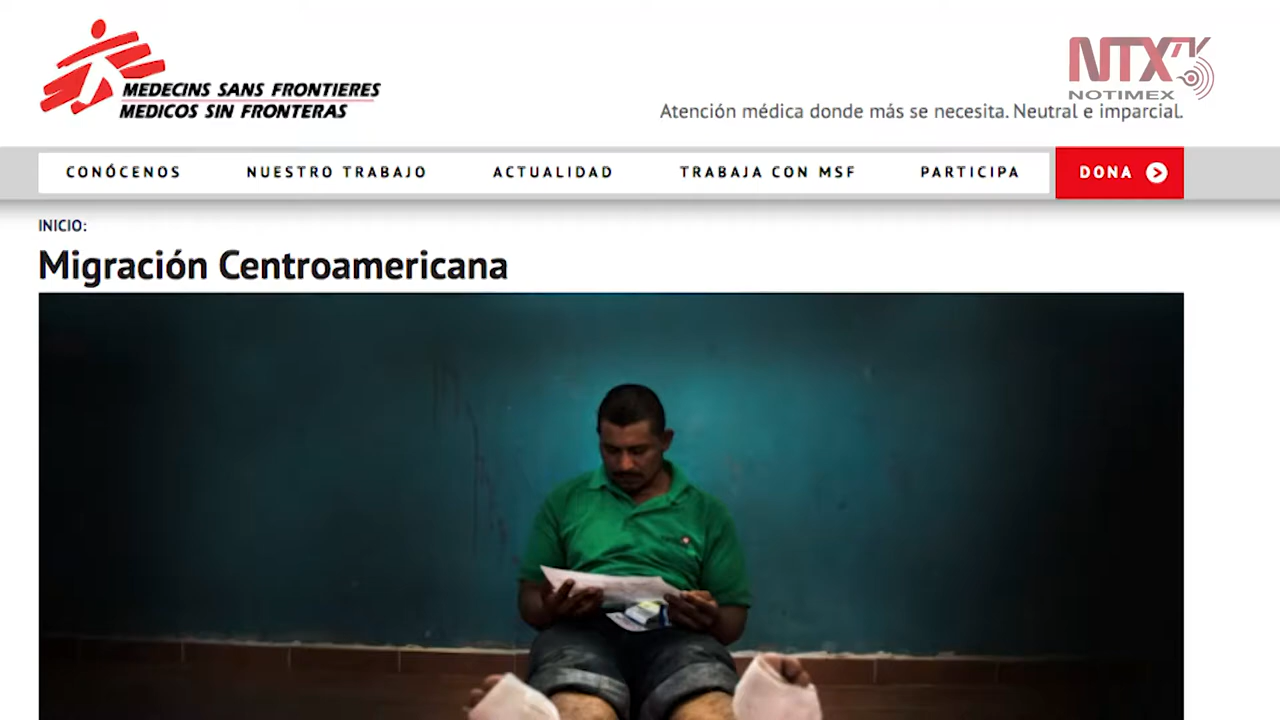 MEDECINS SANS FRONTIERES
MEDICOS SIN FRONTERAS
NTX TV
NOTIMEX
Atención médica donde más se necesita. Neutral e imparcial.
CONÓCENOS NUESTRO TRABAJO ACTUALIDAD TRABAJA CON MSF PARTICIPA DONA
INICIO:
Migración Centroamericana